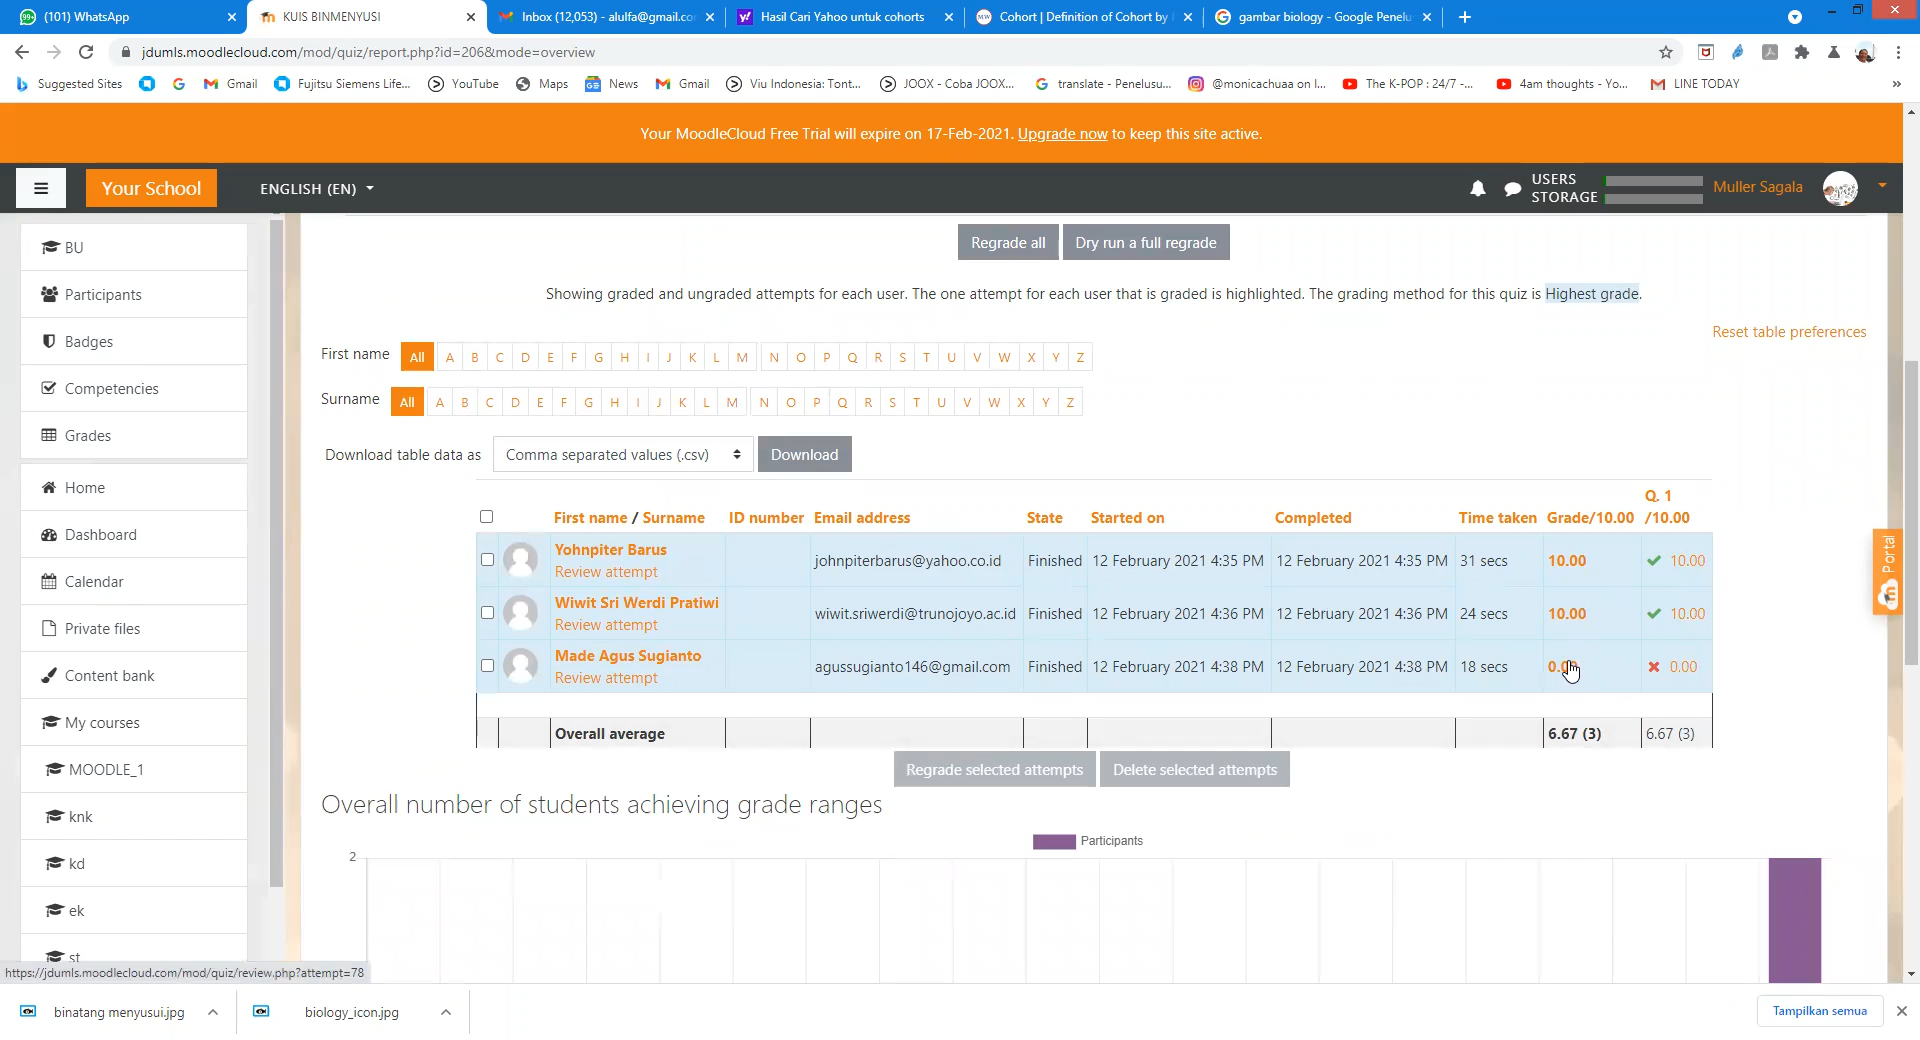 (101) WhatsApp
KUIS BINMENYUSI
Inbox (12,053) - alulfa@gmail.co
Hasil Cari Yahoo untuk cohorts
Cohort | Definition of Cohort by
gambar biology - Google Penelu
jdumls.moodlecloud.com/mod/quiz/report.php?id=206&mode=overview
Suggested Sites
Gmail
Fujitsu Siemens Life...
YouTube
Maps
News
Gmail
Viu Indonesia: Tont...
JOOX - Coba JOOX...
translate - Penelusu...
@monicachuaa on I...
The K-POP : 24/7 -...
4am thoughts - Yo...
LINE TODAY
»
Your MoodleCloud Free Trial will expire on 17-Feb-2021. Upgrade now to keep this site active.
Your School
ENGLISH (EN)
USERS
STORAGE
Muller Sagala
BU
Participants
Badges
Competencies
Grades
Home
Dashboard
Calendar
Private files
Content bank
My courses
MOODLE_1
knk
kd
ek
st
Regrade all
Dry run a full regrade
Showing graded and ungraded attempts for each user. The one attempt for each user that is graded is highlighted. The grading method for this quiz is Highest grade.
Reset table preferences
First name All A B C D E F G H I J K L M N O P Q R S T U V W X Y Z
Surname All A B C D E F G H I J K L M N O P Q R S T U V W X Y Z
Download table data as Comma separated values (.csv) Download
First name / Surname ID number Email address State Started on Completed Time taken Grade/10.00 Q. 1 /10.00
Yohnpiter Barus johnpiterbarus@yahoo.co.id Finished 12 February 2021 4:35 PM 12 February 2021 4:35 PM 31 secs 10.00 10.00
Review attempt
Wiwit Sri Werdi Pratiwi wiwit.sriwerdi@trunojoyo.ac.id Finished 12 February 2021 4:36 PM 12 February 2021 4:36 PM 24 secs 10.00 10.00
Review attempt
Made Agus Sugianto agussugianto146@gmail.com Finished 12 February 2021 4:38 PM 12 February 2021 4:38 PM 18 secs 0.00
Review attempt
Overall average 6.67 (3) 6.67 (3)
Regrade selected attempts
Delete selected attempts
Overall number of students achieving grade ranges
Participants
2
Portal
https://jdumls.moodlecloud.com/mod/quiz/review.php?attempt=78
binatang menyusui.jpg
biology_icon.jpg
Tampilkan semua